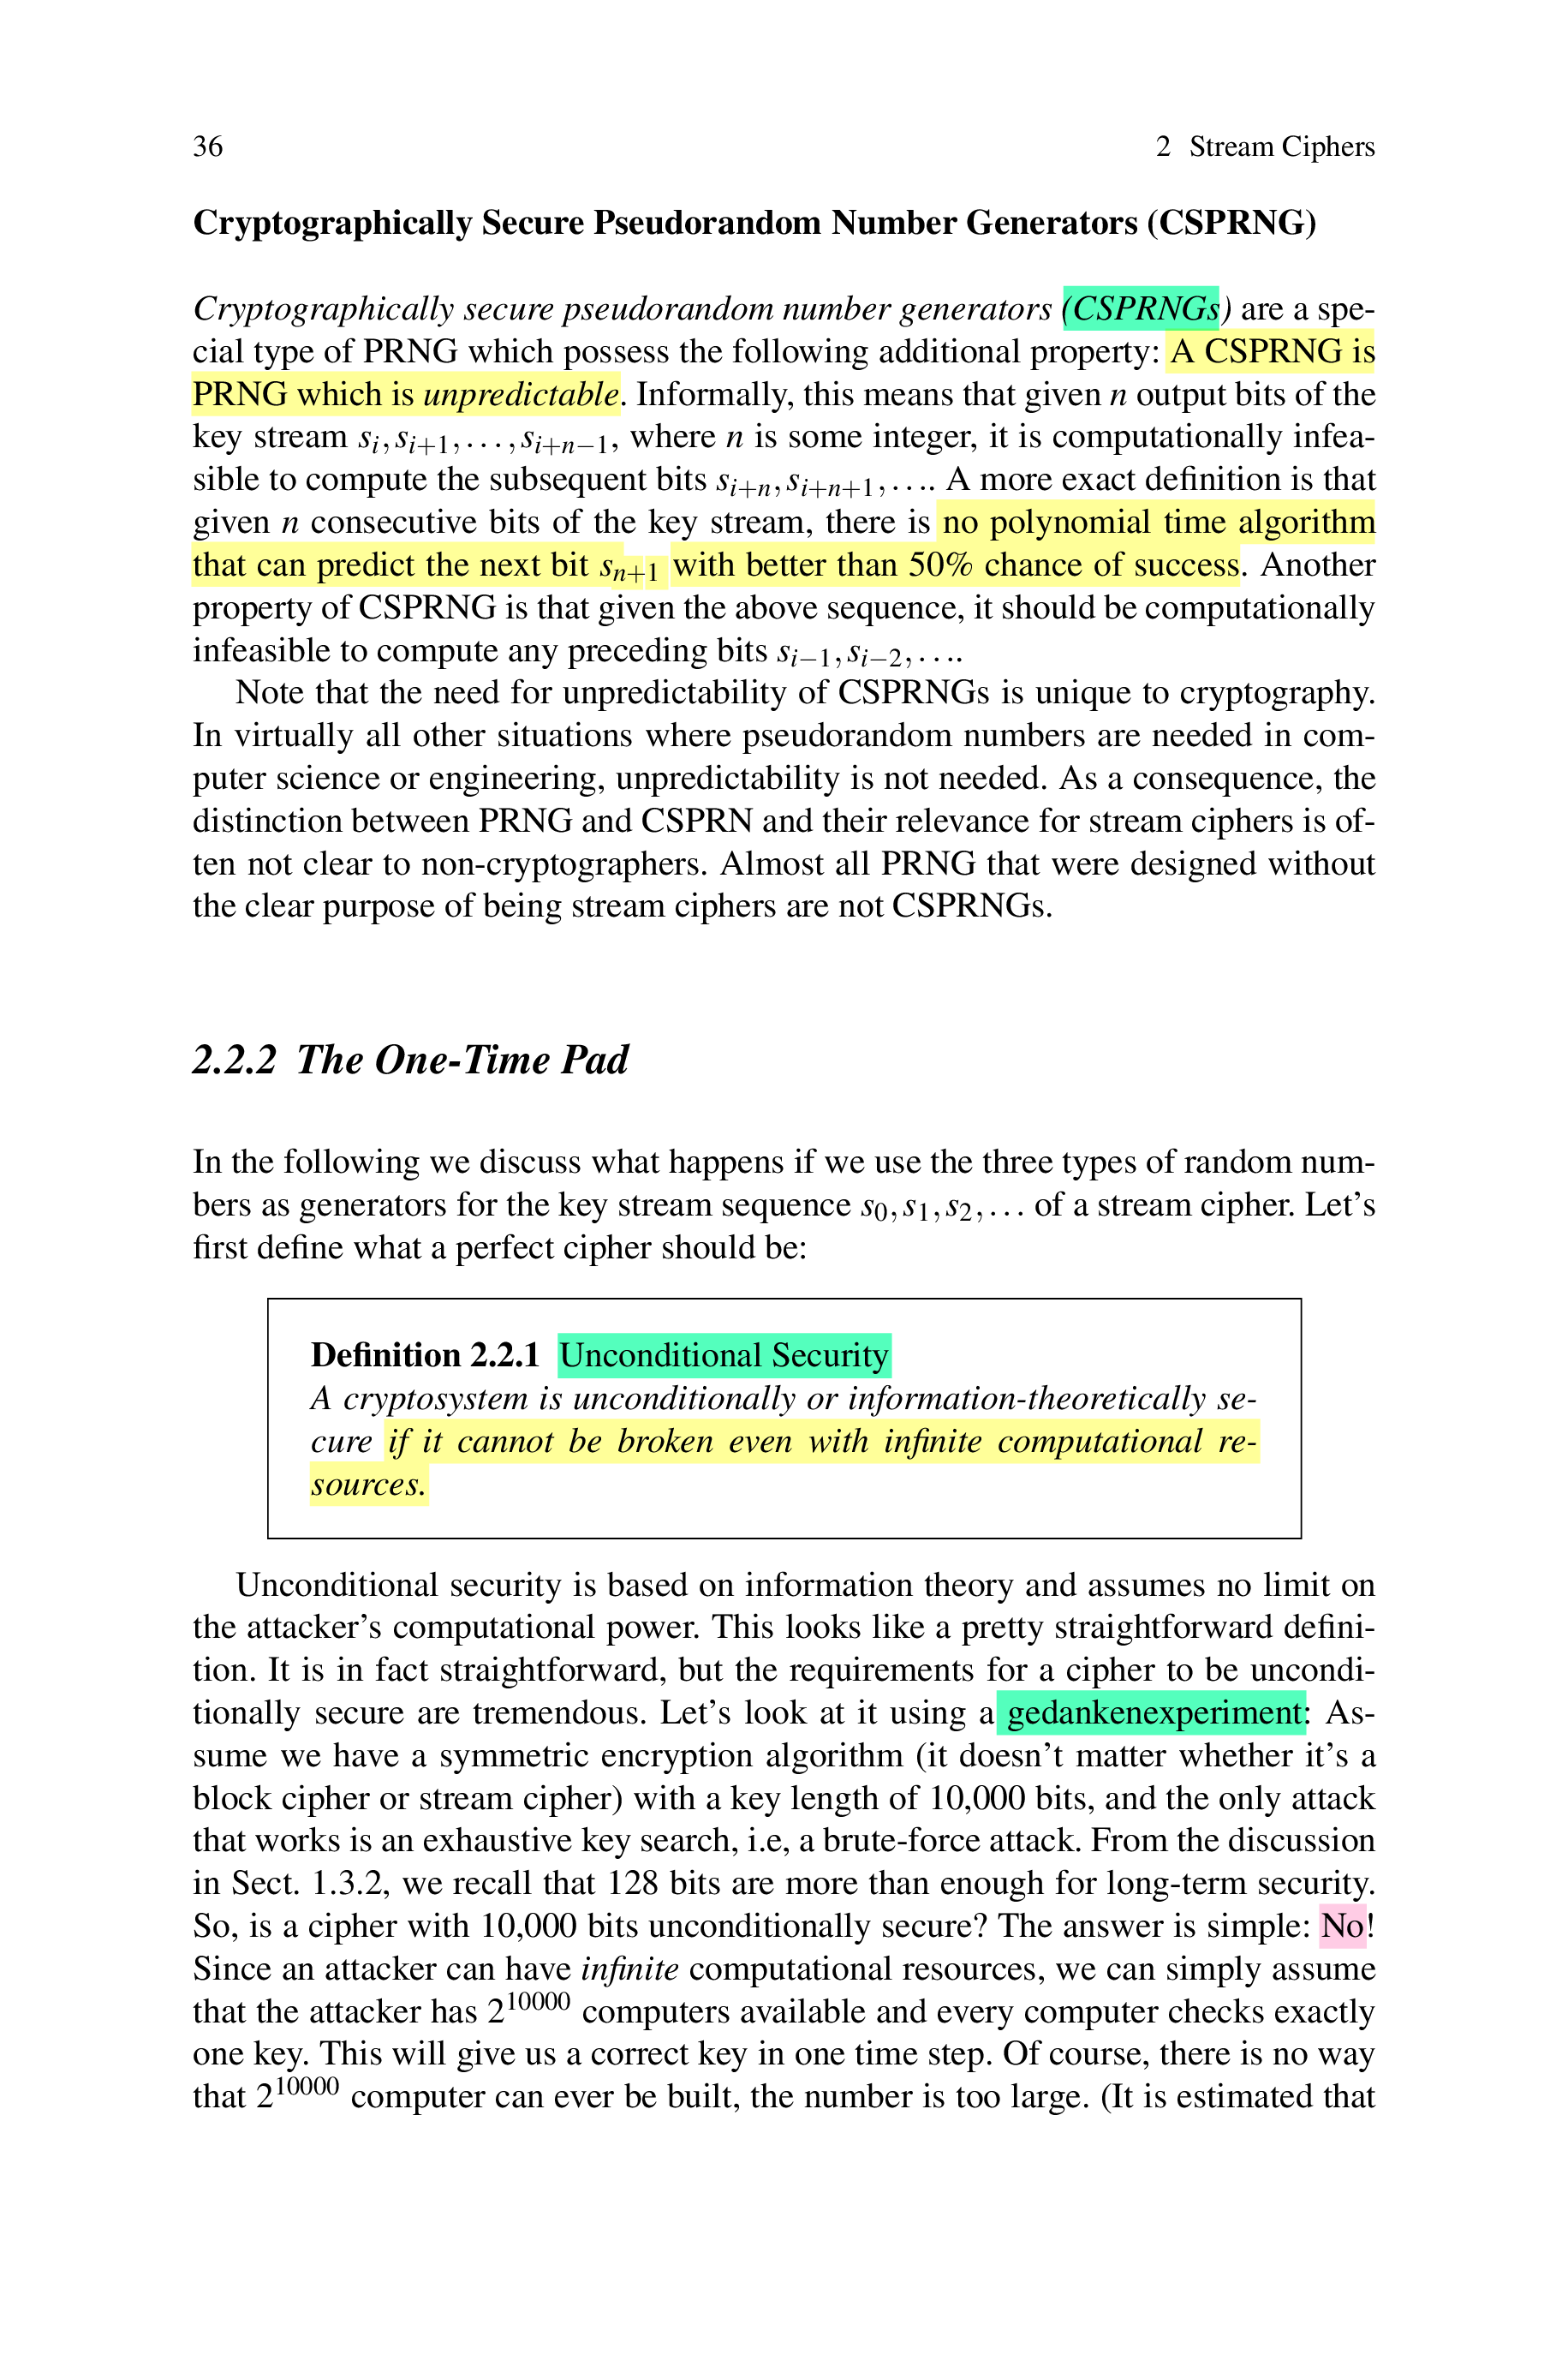 36
2 Stream Ciphers
Cryptographically Secure Pseudorandom Number Generators (CSPRNG)
Cryptographically secure pseudorandom number generators (CSPRNGs) are a spe-
cial type of PRNG which possess the following additional property: A CSPRNG is
PRNG which is unpredictable. Informally, this means that given n output bits of the
key stream s_i, s_{i+1}, . . . , s_{i+n−1}, where n is some integer, it is computationally infea-
sible to compute the subsequent bits s_{i+n}, s_{i+n+1}, . . . . A more exact definition is that
given n consecutive bits of the key stream, there is no polynomial time algorithm
that can predict the next bit s_{n+1} with better than 50% chance of success. Another
property of CSPRNG is that given the above sequence, it should be computationally
infeasible to compute any preceding bits s_{i−1}, s_{i−2}, . . . .
Note that the need for unpredictability of CSPRNGs is unique to cryptography.
In virtually all other situations where pseudorandom numbers are needed in com-
puter science or engineering, unpredictability is not needed. As a consequence, the
distinction between PRNG and CSPRN and their relevance for stream ciphers is of-
ten not clear to non-cryptographers. Almost all PRNG that were designed without
the clear purpose of being stream ciphers are not CSPRNGs.
2.2.2 The One-Time Pad
In the following we discuss what happens if we use the three types of random num-
bers as generators for the key stream sequence s_0, s_1, s_2, . . . of a stream cipher. Let's
first define what a perfect cipher should be:
Definition 2.2.1 Unconditional Security
A cryptosystem is unconditionally or information-theoretically se-
cure if it cannot be broken even with infinite computational re-
sources.
Unconditional security is based on information theory and assumes no limit on
the attacker's computational power. This looks like a pretty straightforward defini-
tion. It is in fact straightforward, but the requirements for a cipher to be uncondi-
tionally secure are tremendous. Let's look at it using a gedankenexperiment: As-
sume we have a symmetric encryption algorithm (it doesn't matter whether it's a
block cipher or stream cipher) with a key length of 10,000 bits, and the only attack
that works is an exhaustive key search, i.e, a brute-force attack. From the discussion
in Sect. 1.3.2, we recall that 128 bits are more than enough for long-term security.
So, is a cipher with 10,000 bits unconditionally secure? The answer is simple: No!
Since an attacker can have infinite computational resources, we can simply assume
that the attacker has 2^{10000} computers available and every computer checks exactly
one key. This will give us a correct key in one time step. Of course, there is no way
that 2^{10000} computer can ever be built, the number is too large. (It is estimated that